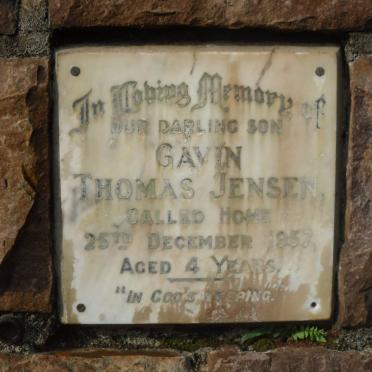 In Loving Memory of
OUR DARLING SON
GAVIN
THOMAS JENSEN,
CALLED HOME
25TH DECEMBER 1957,
AGED 4 YEARS.
"IN GOD'S KEEPING."